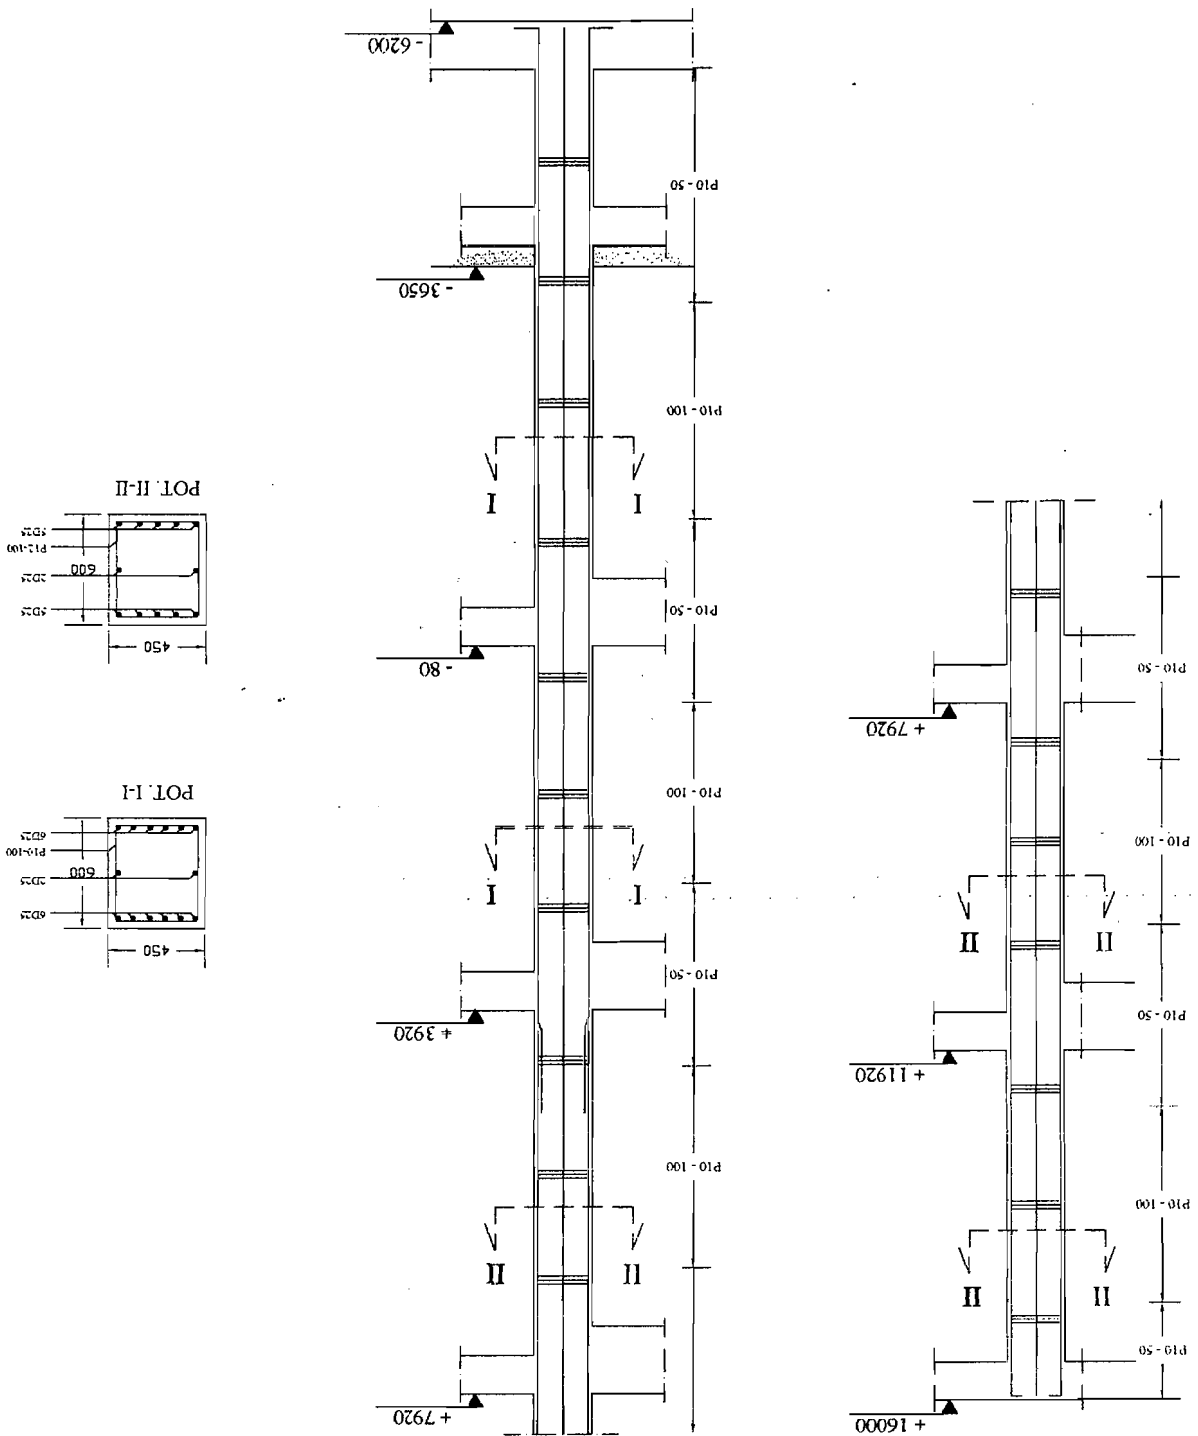 + 16000
P10 - 50
II II
P10 - 100
+ 11920
P10 - 50
II II
P10 - 100
+ 7920
P10 - 50
+ 7920
II II
P10 - 100
+ 3920
P10 - 50
I I
P10 - 100
- 80
P10 - 50
I I
P10 - 100
- 3650
P10 - 50
- 6200
450
6D25
2D25
600
P10-100
6D25
POT. I-I
450
5D25
2D25
600
P12-100
5D25
POT. II-II